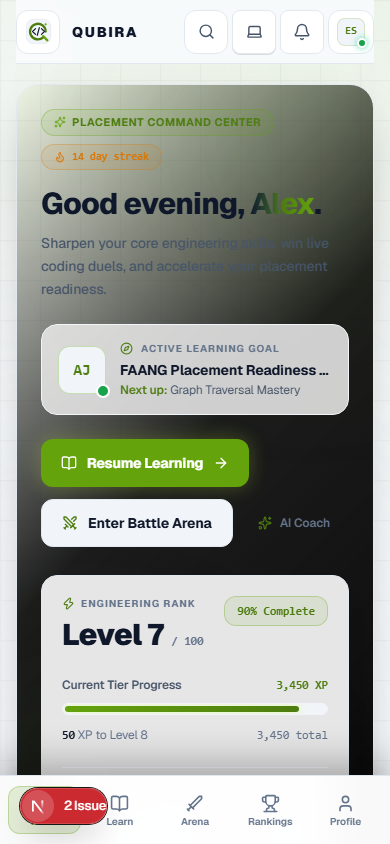 QUBIRA
ES
PLACEMENT COMMAND CENTER
14 day streak
Good evening, Alex.
Sharpen your core engineering skills, win live
coding duels, and accelerate your placement
readiness.
AJ
ACTIVE LEARNING GOAL
FAANG Placement Readiness ...
Next up: Graph Traversal Mastery
Resume Learning
Enter Battle Arena
AI Coach
ENGINEERING RANK
90% Complete
Level 7 / 100
Current Tier Progress
3,450 XP
50 XP to Level 8
3,450 total
N
2 Issue
Learn
Arena
Rankings
Profile